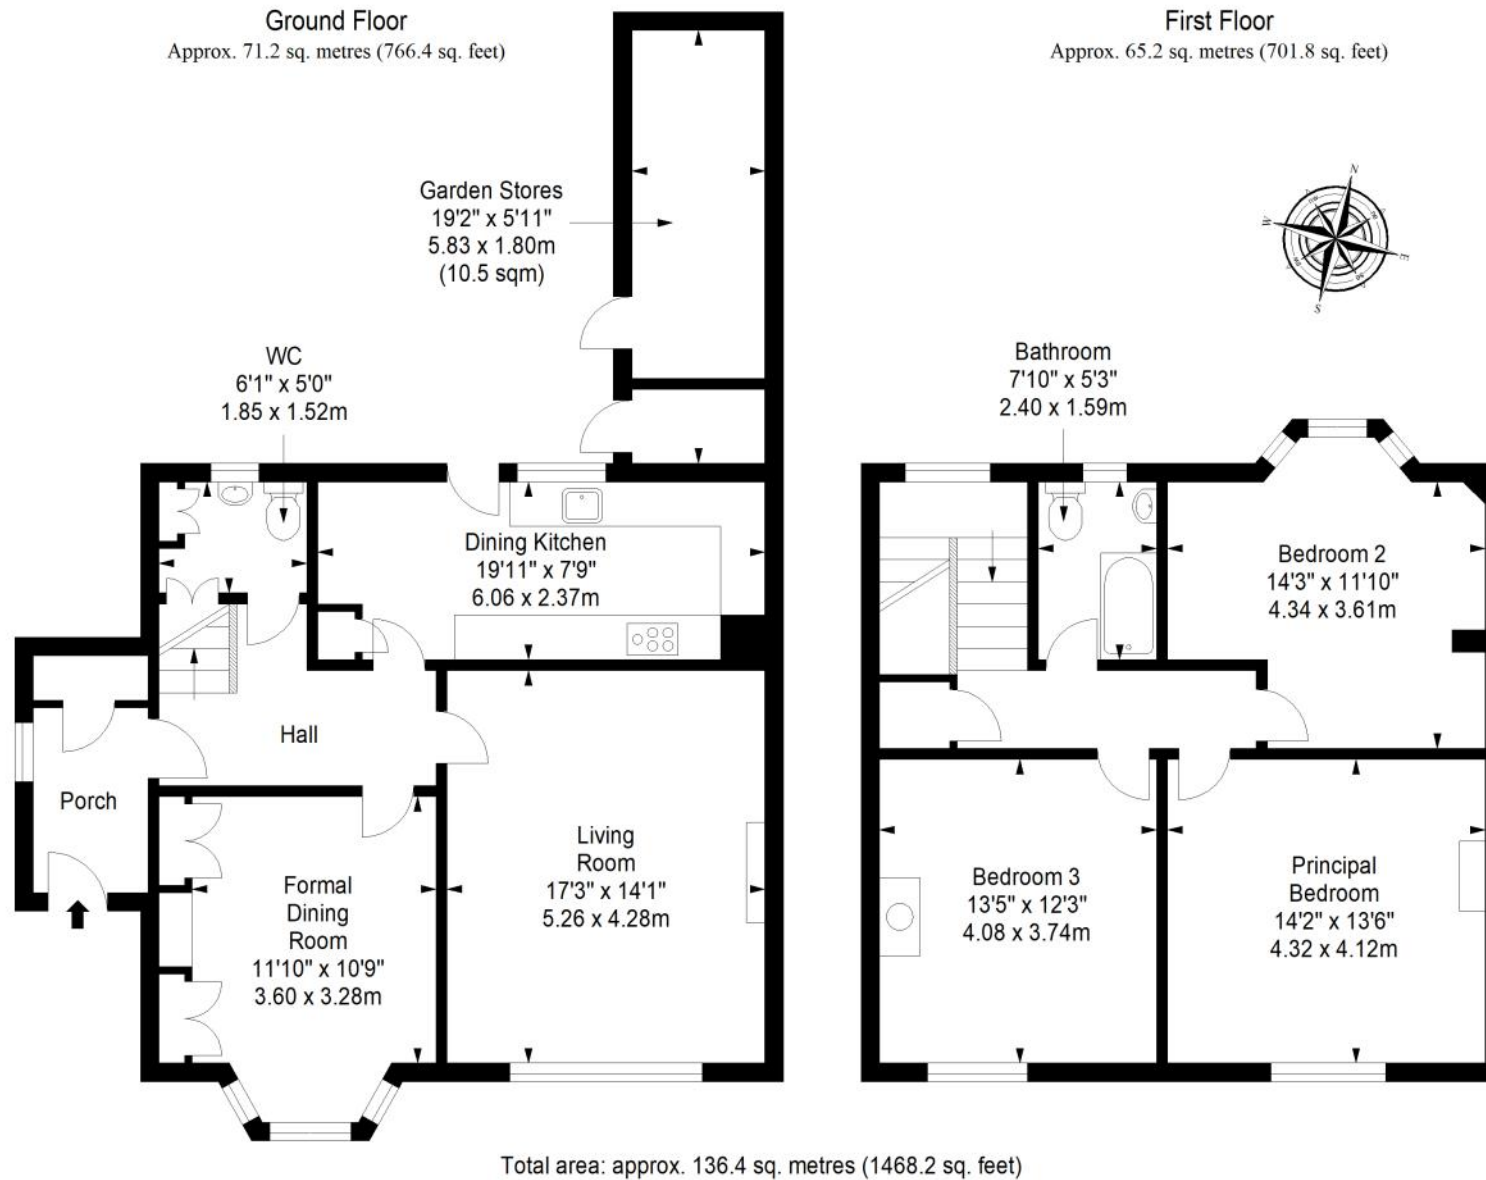 Ground Floor
Approx. 71.2 sq. metres (766.4 sq. feet)
Garden Stores
19'2" x 5'11"
5.83 x 1.80m
(10.5 sqm)
WC
6'1" x 5'0"
1.85 x 1.52m
Dining Kitchen
19'11" x 7'9"
6.06 x 2.37m
Hall
Porch
Formal
Dining
Room
11'10" x 10'9"
3.60 x 3.28m
Living
Room
17'3" x 14'1"
5.26 x 4.28m
First Floor
Approx. 65.2 sq. metres (701.8 sq. feet)
N
W
E
S
Bathroom
7'10" x 5'3"
2.40 x 1.59m
Bedroom 2
14'3" x 11'10"
4.34 x 3.61m
Bedroom 3
13'5" x 12'3"
4.08 x 3.74m
Principal
Bedroom
14'2" x 13'6"
4.32 x 4.12m
Total area: approx. 136.4 sq. metres (1468.2 sq. feet)